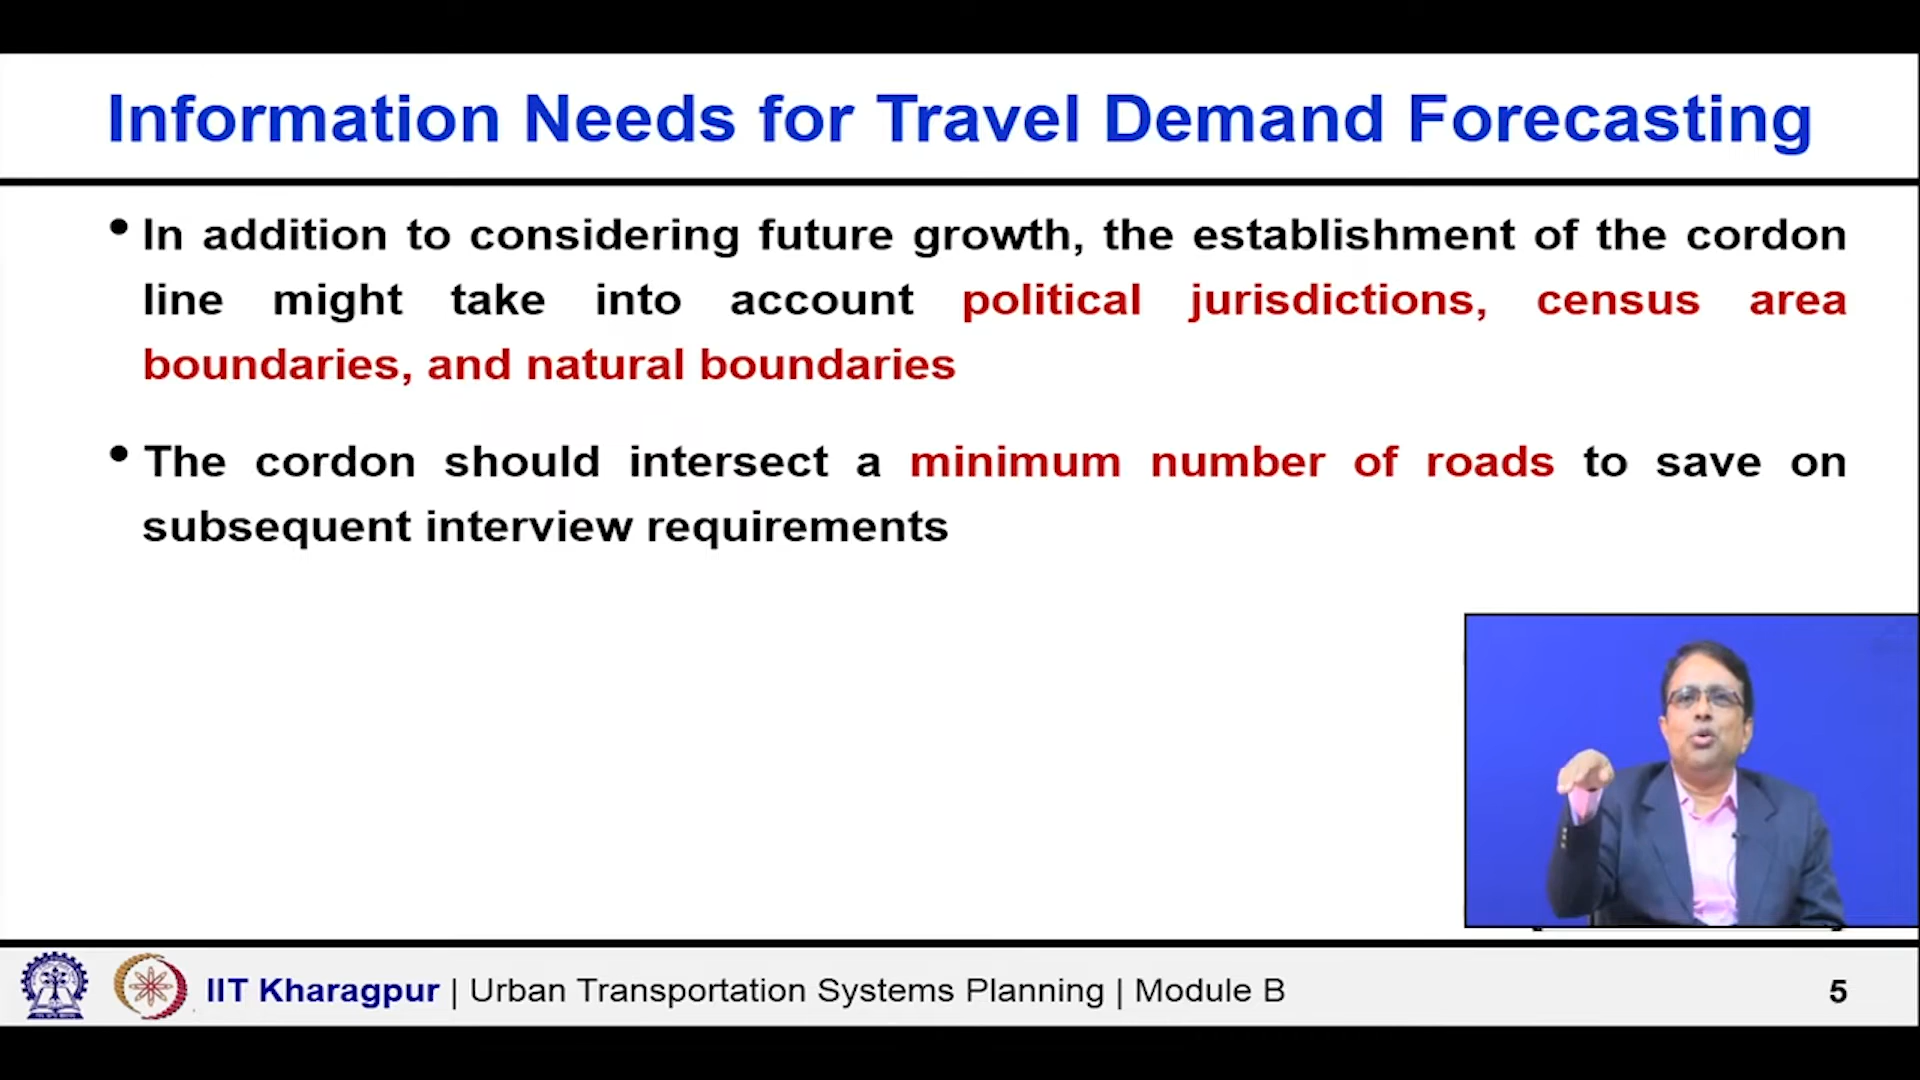 Information Needs for Travel Demand Forecasting
• In addition to considering future growth, the establishment of the cordon
line might take into account political jurisdictions, census area
boundaries, and natural boundaries
• The cordon should intersect a minimum number of roads to save on
subsequent interview requirements
IIT Kharagpur | Urban Transportation Systems Planning | Module B
5